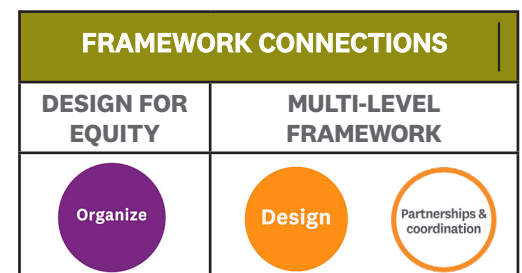 FRAMEWORK CONNECTIONS
DESIGN FOR
EQUITY
MULTI-LEVEL
FRAMEWORK
Organize
Design
Partnerships &
coordination